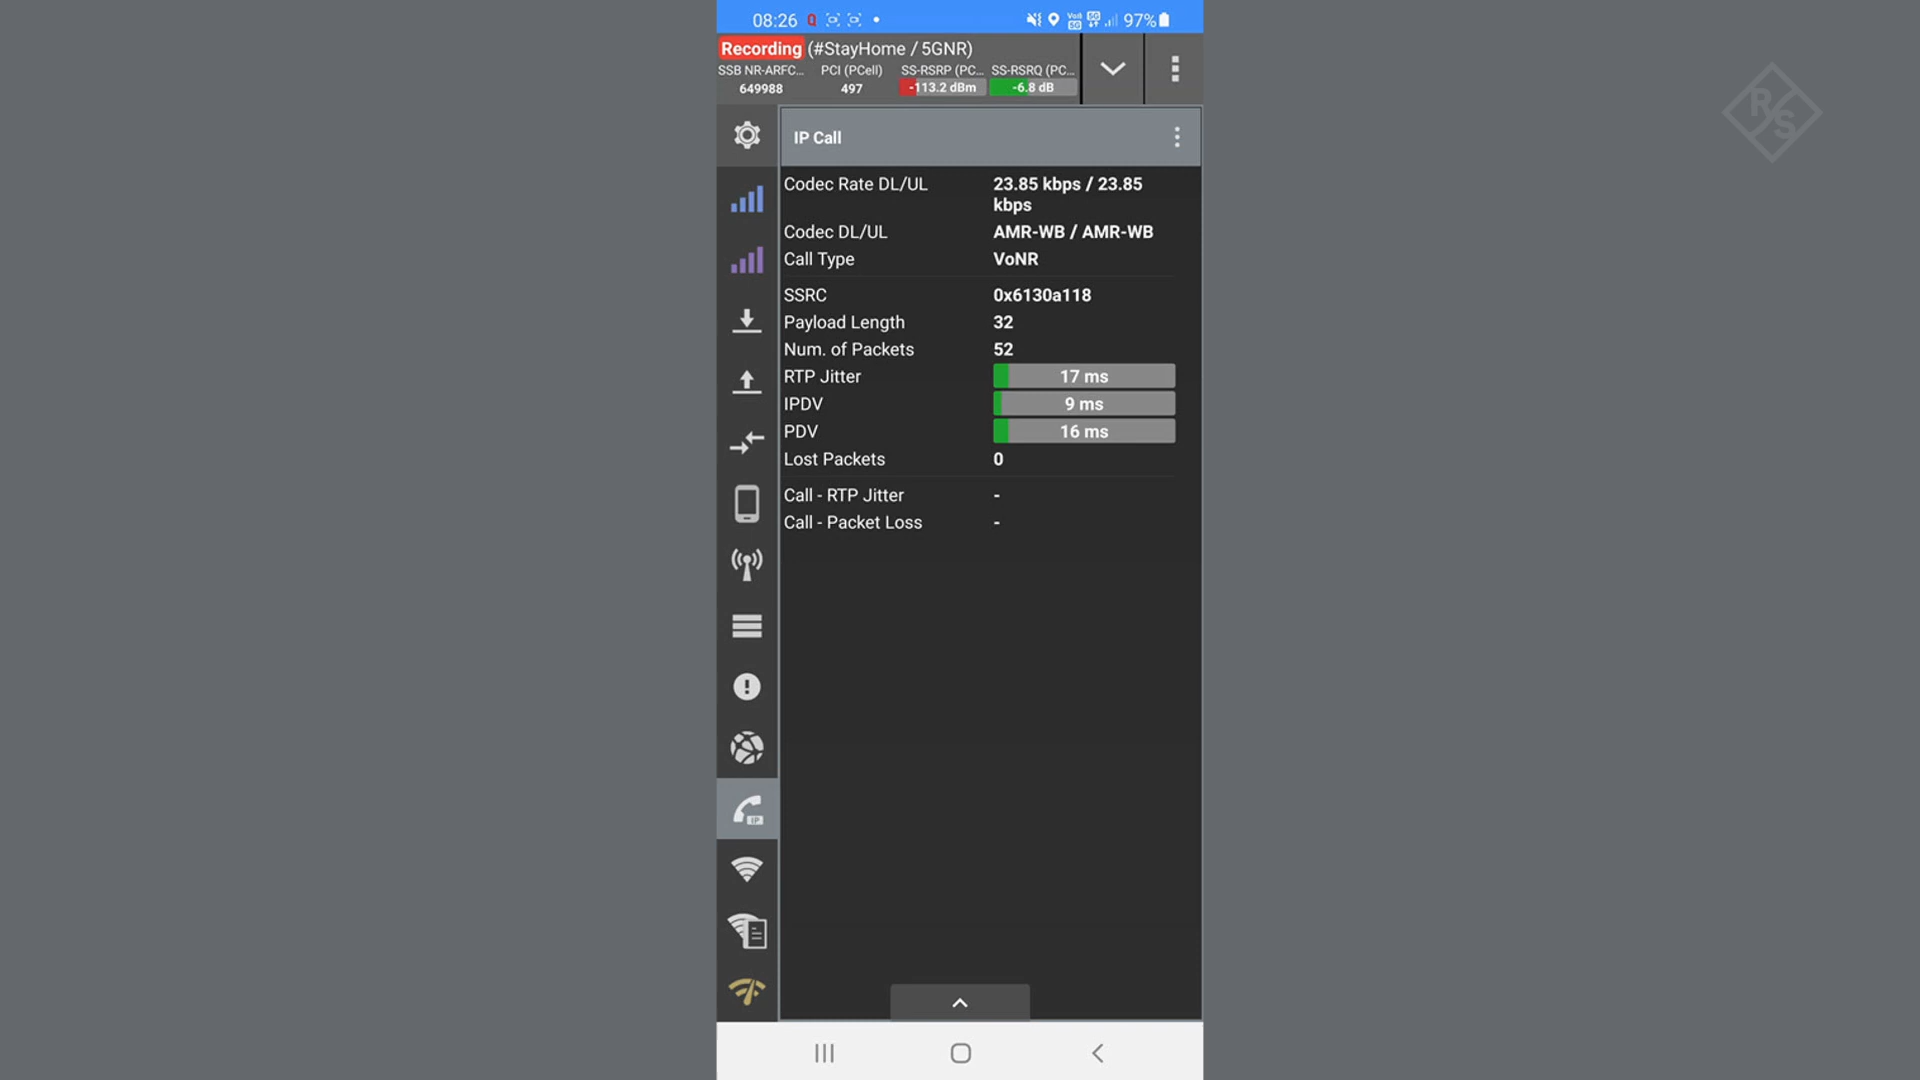 08:26
97%
Recording (#StayHome / 5GNR)
SSB NR-ARFC... PCI (PCell) SS-RSRP (PC... SS-RSRQ (PC...
649988 497 -113.2 dBm -6.8 dB
IP Call
Codec Rate DL/UL 23.85 kbps / 23.85
kbps
Codec DL/UL AMR-WB / AMR-WB
Call Type VoNR
SSRC 0x6130a118
Payload Length 32
Num. of Packets 52
RTP Jitter 17 ms
IPDV 9 ms
PDV 16 ms
Lost Packets 0
Call - RTP Jitter -
Call - Packet Loss -
IP
R S